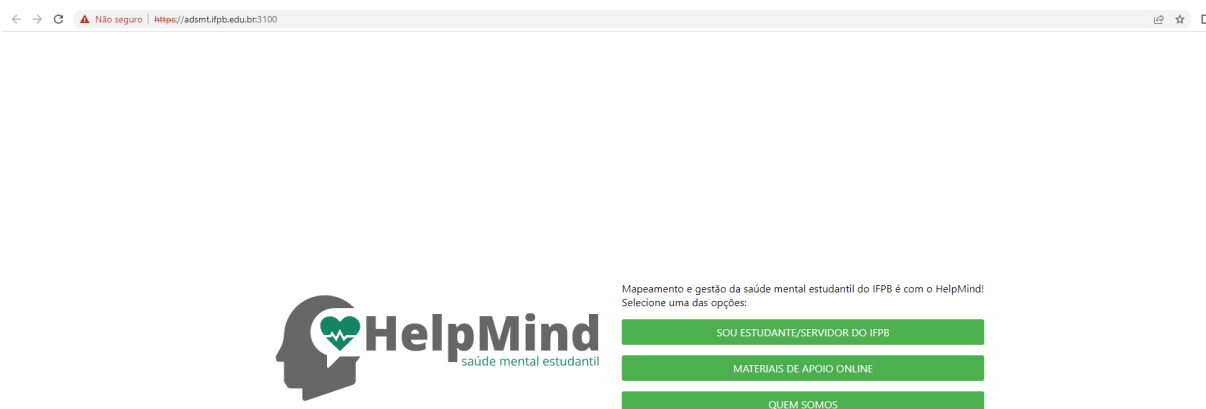 Não seguro | https://adsmt.ifpb.edu.br:3100
Mapeamento e gestão da saúde mental estudantil do IFPB é com o HelpMind!
Selecione uma das opções:
HelpMind
saúde mental estudantil
SOU ESTUDANTE/SERVIDOR DO IFPB
MATERIAIS DE APOIO ONLINE
QUEM SOMOS